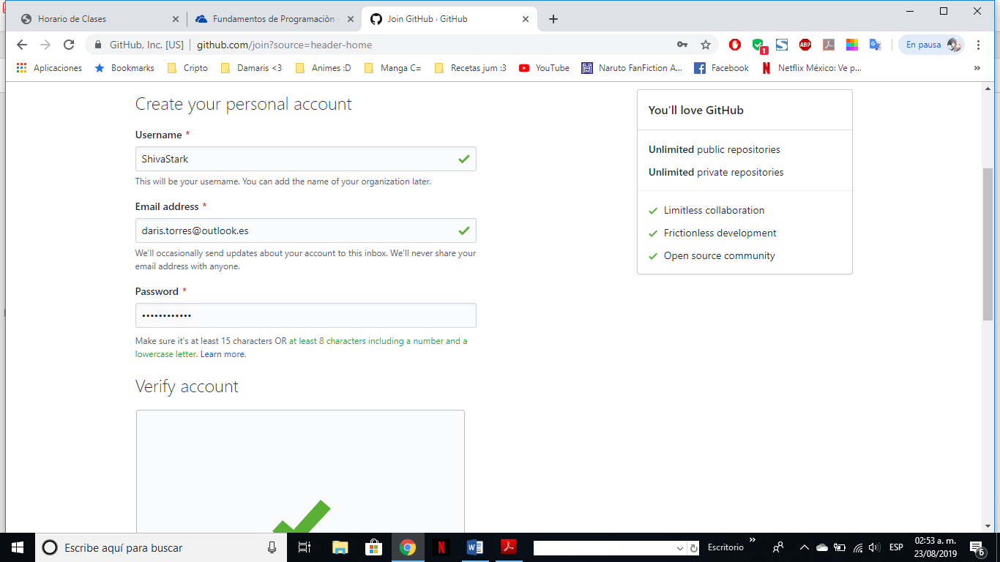 Horario de Clases
Fundamentos de Programaciòn -
Join GitHub · GitHub
GitHub, Inc. [US]
github.com/join?source=header-home
1
ABP
En pausa
Aplicaciones
Bookmarks
Cripto
Damaris <3
Animes :D
Manga C=
Recetas jum :3
YouTube
Naruto FanFiction A...
Facebook
Netflix México: Ve p...
»
Create your personal account
Username *
ShivaStark
This will be your username. You can add the name of your organization later.
Email address *
daris.torres@outlook.es
We'll occasionally send updates about your account to this inbox. We'll never share your
email address with anyone.
Password *
••••••••••••
Make sure it's at least 15 characters OR at least 8 characters including a number and a
lowercase letter. Learn more.
Verify account
You'll love GitHub
Unlimited public repositories
Unlimited private repositories
Limitless collaboration
Frictionless development
Open source community
Escribe aquí para buscar
Escritorio
»
ESP
02:53 a. m.
23/08/2019
6